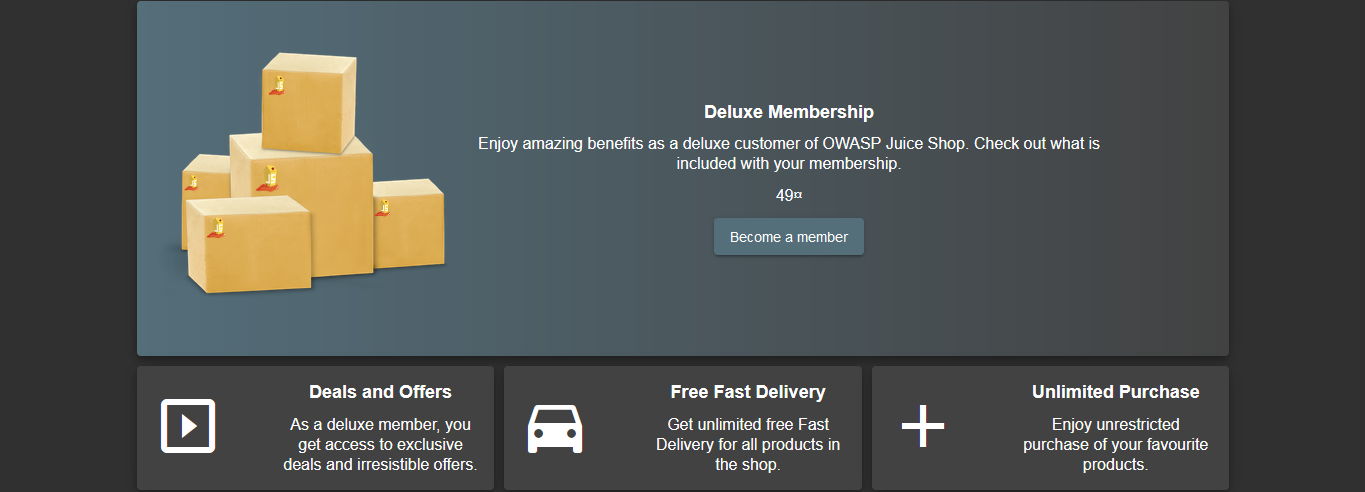 Deluxe Membership
Enjoy amazing benefits as a deluxe customer of OWASP Juice Shop. Check out what is
included with your membership.
49¤
Become a member
Deals and Offers
As a deluxe member, you
get access to exclusive
deals and irresistible offers.
Free Fast Delivery
Get unlimited free Fast
Delivery for all products in
the shop.
Unlimited Purchase
Enjoy unrestricted
purchase of your favourite
products.